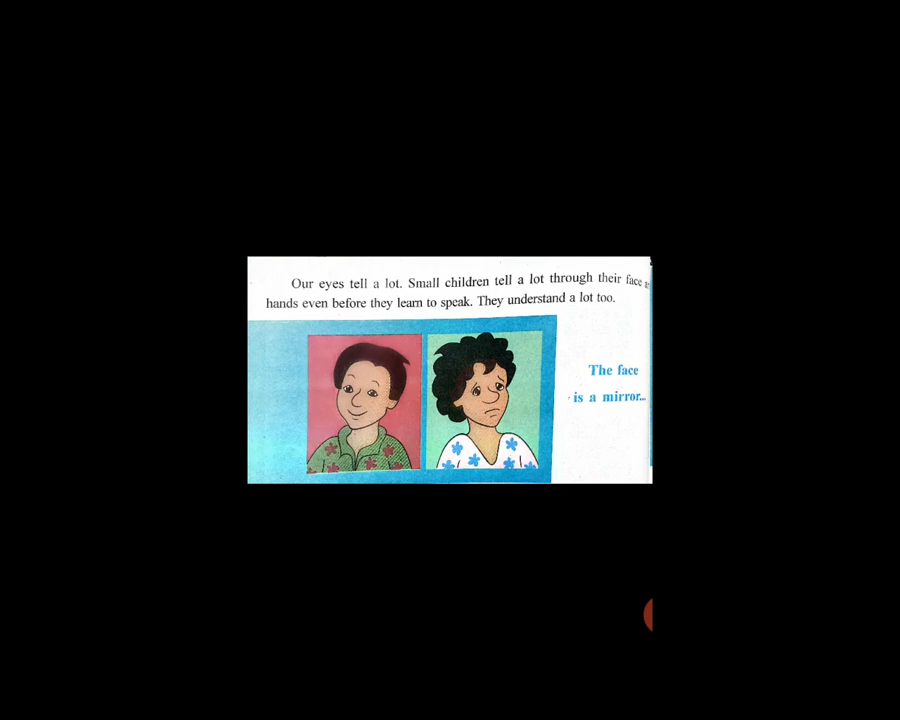 Our eyes tell a lot. Small children tell a lot through their face
hands even before they learn to speak. They understand a lot too.
The face
is a mirror...